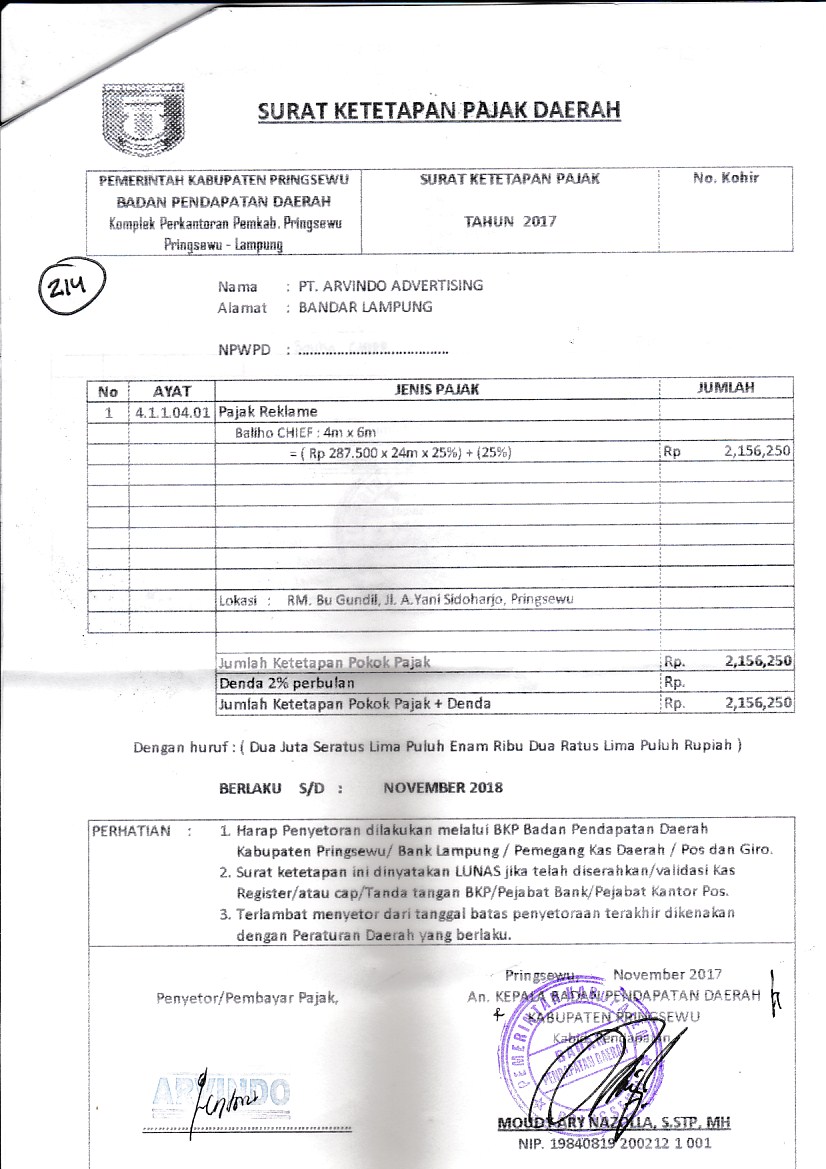 SURAT KETETAPAN PAJAK DAERAH
PEMERINTAH KABUPATEN PRINGSEWU
BADAN PENDAPATAN DAERAH
Komplek Perkantoran Pemkab. Pringsewu
Pringsewu - Lampung
SURAT KETETAPAN PAJAK
TAHUN 2017
No. Kohir
214
Nama : PT. ARVINDO ADVERTISING
Alamat : BANDAR LAMPUNG
NPWPD : ......................................
No AYAT JENIS PAJAK JUMLAH
1 4.1.1.04.01 Pajak Reklame
Baliho CHIEF : 4m x 6m
= ( Rp 287.500 x 24m x 25%) + (25%) Rp 2,156,250
Lokasi : RM. Bu Gundil, Jl. A.Yani Sidoharjo, Pringsewu
Jumlah Ketetapan Pokok Pajak Rp. 2,156,250
Denda 2% perbulan Rp.
Jumlah Ketetapan Pokok Pajak + Denda Rp. 2,156,250
Dengan huruf : ( Dua Juta Seratus Lima Puluh Enam Ribu Dua Ratus Lima Puluh Rupiah )
BERLAKU S/D : NOVEMBER 2018
PERHATIAN : 1. Harap Penyetoran dilakukan melalui BKP Badan Pendapatan Daerah
Kabupaten Pringsewu/ Bank Lampung / Pemegang Kas Daerah / Pos dan Giro.
2. Surat ketetapan ini dinyatakan LUNAS jika telah diserahkan/validasi Kas
Register/atau cap/Tanda tangan BKP/Pejabat Bank/Pejabat Kantor Pos.
3. Terlambat menyetor dari tanggal batas penyetoraan terakhir dikenakan
dengan Peraturan Daerah yang berlaku.
Penyetor/Pembayar Pajak,
ARVINDO
Pringsewu, November 2017
An. KEPALA BADAN PENDAPATAN DAERAH
KABUPATEN PRINGSEWU
Kabid Pendapatan
BADAN
PENDAPATAN DAERAH
MOUDY ARY NAZOLLA, S.STP, MH
NIP. 19840819 200212 1 001